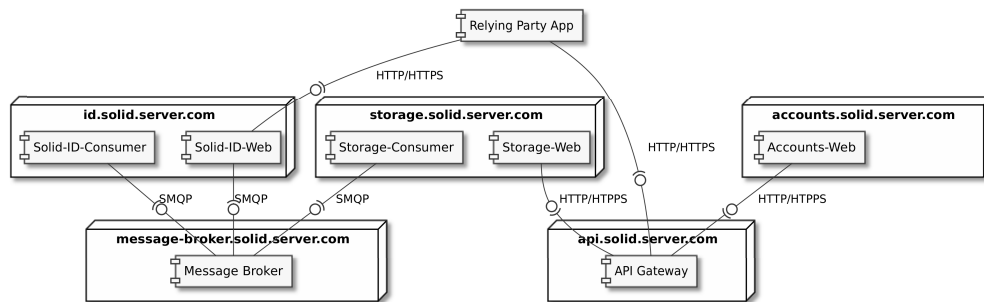 Relying Party App
HTTP/HTTPS
id.solid.server.com
storage.solid.server.com
accounts.solid.server.com
Solid-ID-Consumer
Solid-ID-Web
Storage-Consumer
Storage-Web
Accounts-Web
HTTP/HTTPS
SMQP
SMQP
SMQP
HTTP/HTPPS
HTTP/HTPPS
message-broker.solid.server.com
api.solid.server.com
Message Broker
API Gateway